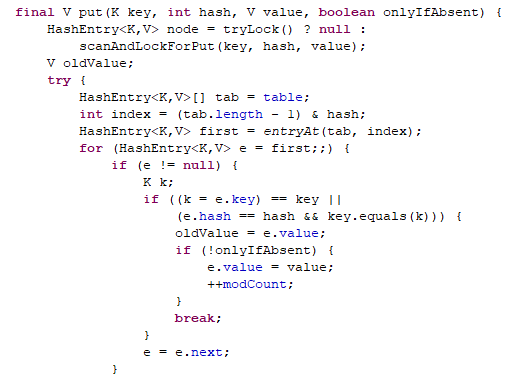 final V put(K key, int hash, V value, boolean onlyIfAbsent) {
    HashEntry<K,V> node = tryLock() ? null :
        scanAndLockForPut(key, hash, value);
    V oldValue;
    try {
        HashEntry<K,V>[] tab = table;
        int index = (tab.length - 1) & hash;
        HashEntry<K,V> first = entryAt(tab, index);
        for (HashEntry<K,V> e = first;;) {
            if (e != null) {
                K k;
                if ((k = e.key) == key ||
                    (e.hash == hash && key.equals(k))) {
                    oldValue = e.value;
                    if (!onlyIfAbsent) {
                        e.value = value;
                        ++modCount;
                    }
                    break;
                }
                e = e.next;
            }